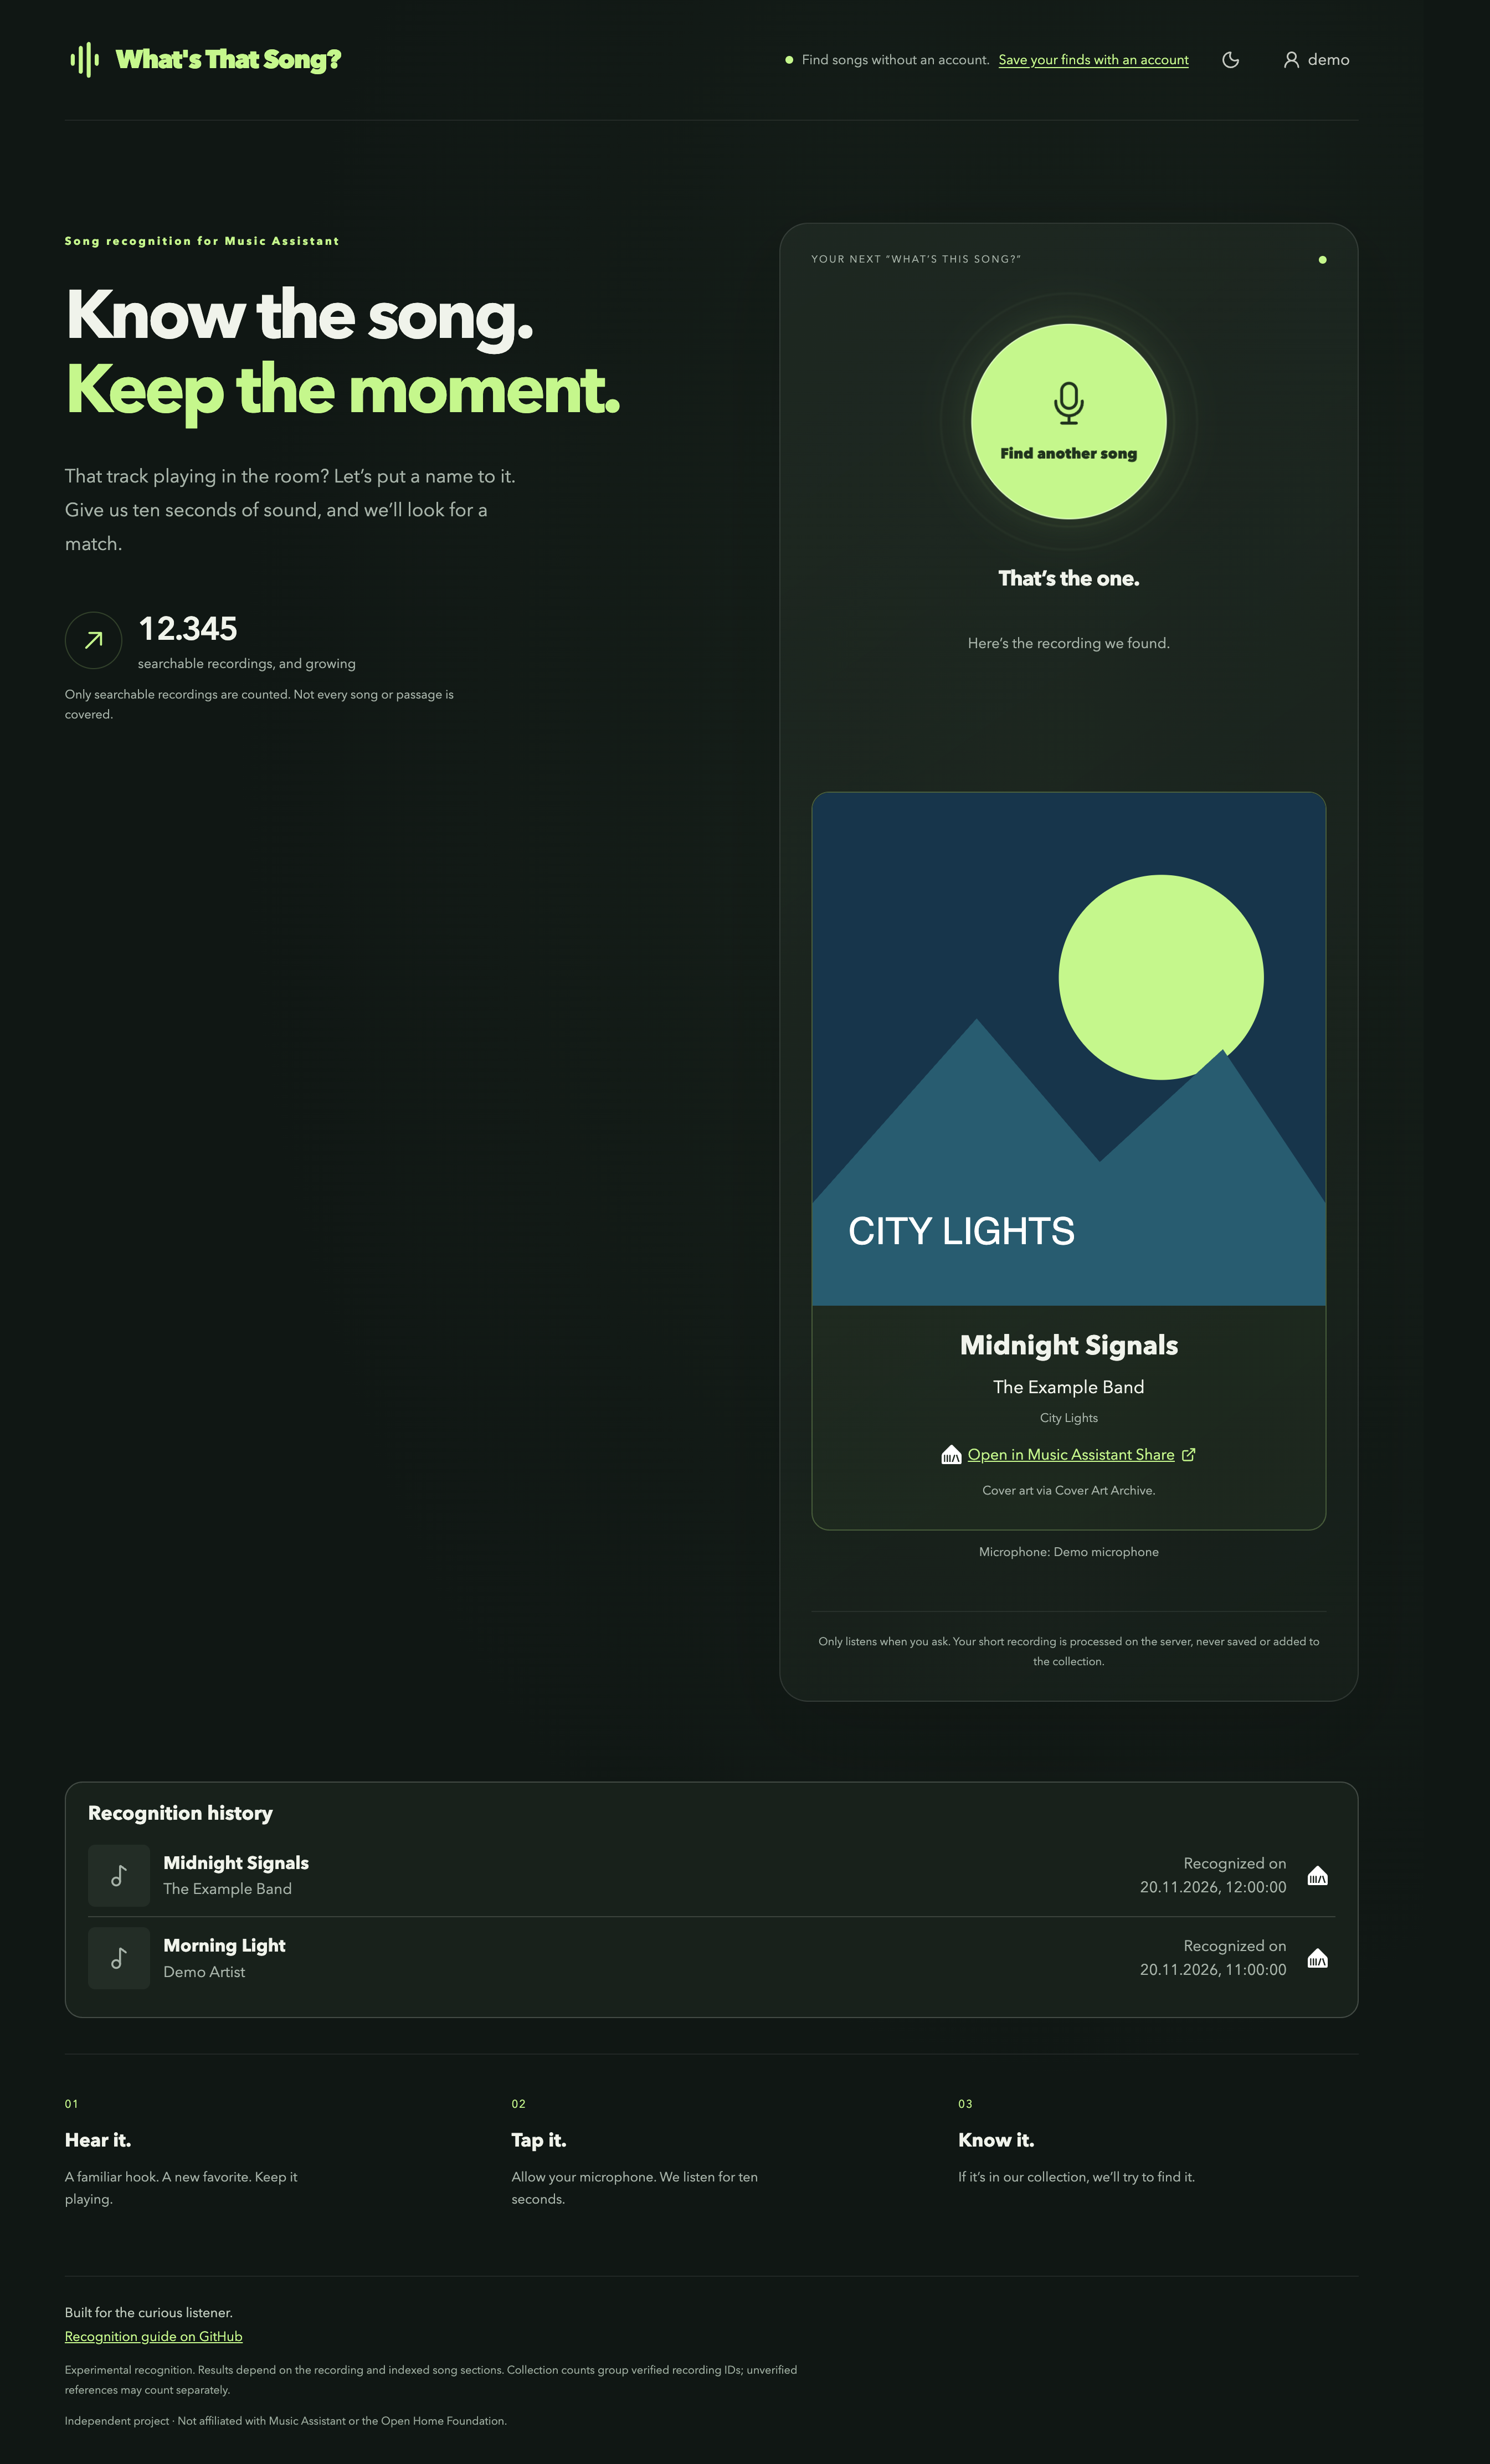 What's That Song?
Find songs without an account. Save your finds with an account
demo
Song recognition for Music Assistant
Know the song.
Keep the moment.
That track playing in the room? Let’s put a name to it.
Give us ten seconds of sound, and we’ll look for a
match.
12.345
searchable recordings, and growing
Only searchable recordings are counted. Not every song or passage is
covered.
YOUR NEXT “WHAT’S THIS SONG?”
Find another song
That’s the one.
Here’s the recording we found.
CITY LIGHTS
Midnight Signals
The Example Band
City Lights
Open in Music Assistant Share
Cover art via Cover Art Archive.
Microphone: Demo microphone
Only listens when you ask. Your short recording is processed on the server, never saved or added to
the collection.
Recognition history
Midnight Signals
The Example Band
Recognized on
20.11.2026, 12:00:00
Morning Light
Demo Artist
Recognized on
20.11.2026, 11:00:00
01
Hear it.
A familiar hook. A new favorite. Keep it
playing.
02
Tap it.
Allow your microphone. We listen for ten
seconds.
03
Know it.
If it’s in our collection, we’ll try to find it.
Built for the curious listener.
Recognition guide on GitHub
Experimental recognition. Results depend on the recording and indexed song sections. Collection counts group verified recording IDs; unverified
references may count separately.
Independent project · Not affiliated with Music Assistant or the Open Home Foundation.